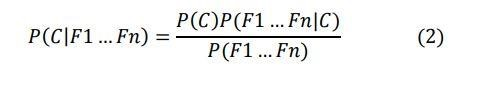 P(C|F1 … Fn) = P(C)P(F1 … Fn|C) / P(F1 … Fn) (2)